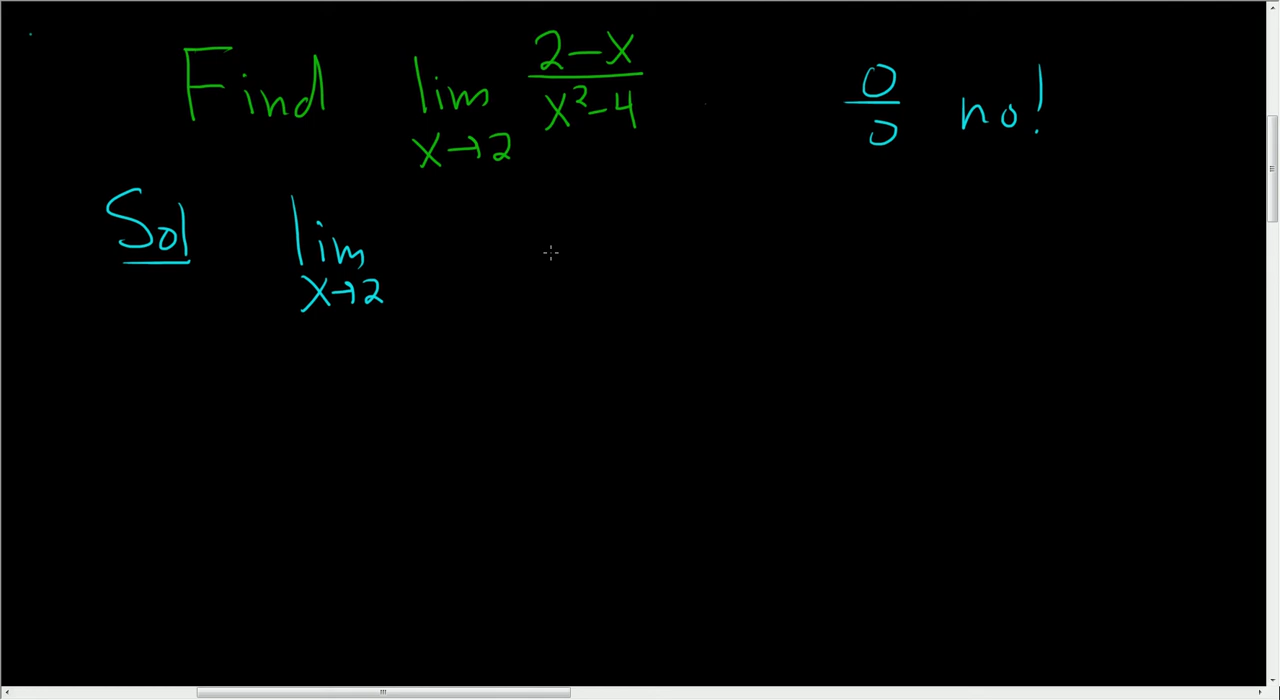 Find lim x→2 (2-x)/(x²-4)
0/0 no!
Sol lim x→2